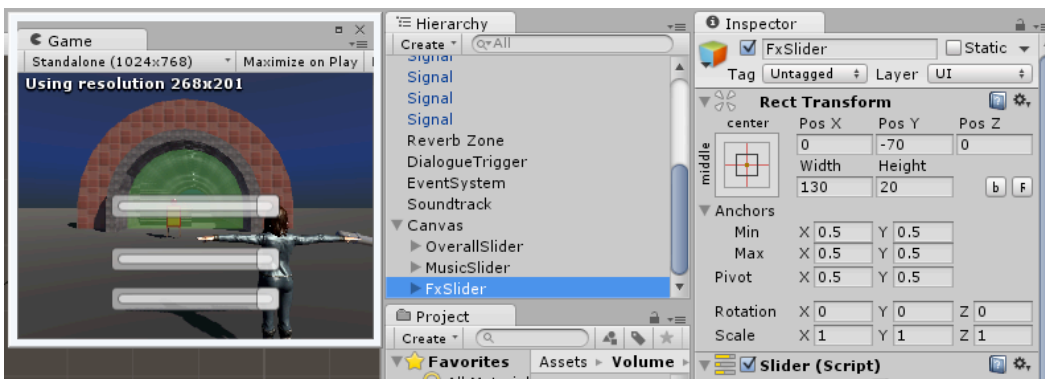 Game
Standalone (1024x768)
Maximize on Play
Using resolution 268x201
Hierarchy
Create
All
Signal
Signal
Signal
Signal
Reverb Zone
DialogueTrigger
EventSystem
Soundtrack
Canvas
OverallSlider
MusicSlider
FxSlider
Project
Create
Favorites
Assets
Volume
Inspector
FxSlider
Static
Tag Untagged Layer UI
Rect Transform
center
middle
Pos X Pos Y Pos Z
0 -70 0
Width Height
130 20
b F
Anchors
Min X 0.5 Y 0.5
Max X 0.5 Y 0.5
Pivot X 0.5 Y 0.5
Rotation X 0 Y 0 Z 0
Scale X 1 Y 1 Z 1
Slider (Script)